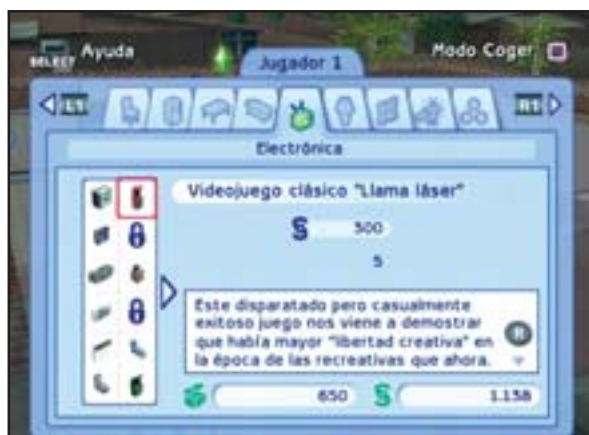 SELECT Ayuda
Jugador 1
Modo Coger
L1
R1
Electrónica
Videojuego clásico "Llama láser"
§ 300
5
Este disparatado pero casualmente
exitoso juego nos viene a demostrar
que había mayor "libertad creativa" en
la época de las recreativas que ahora.
R
650 § 1.138